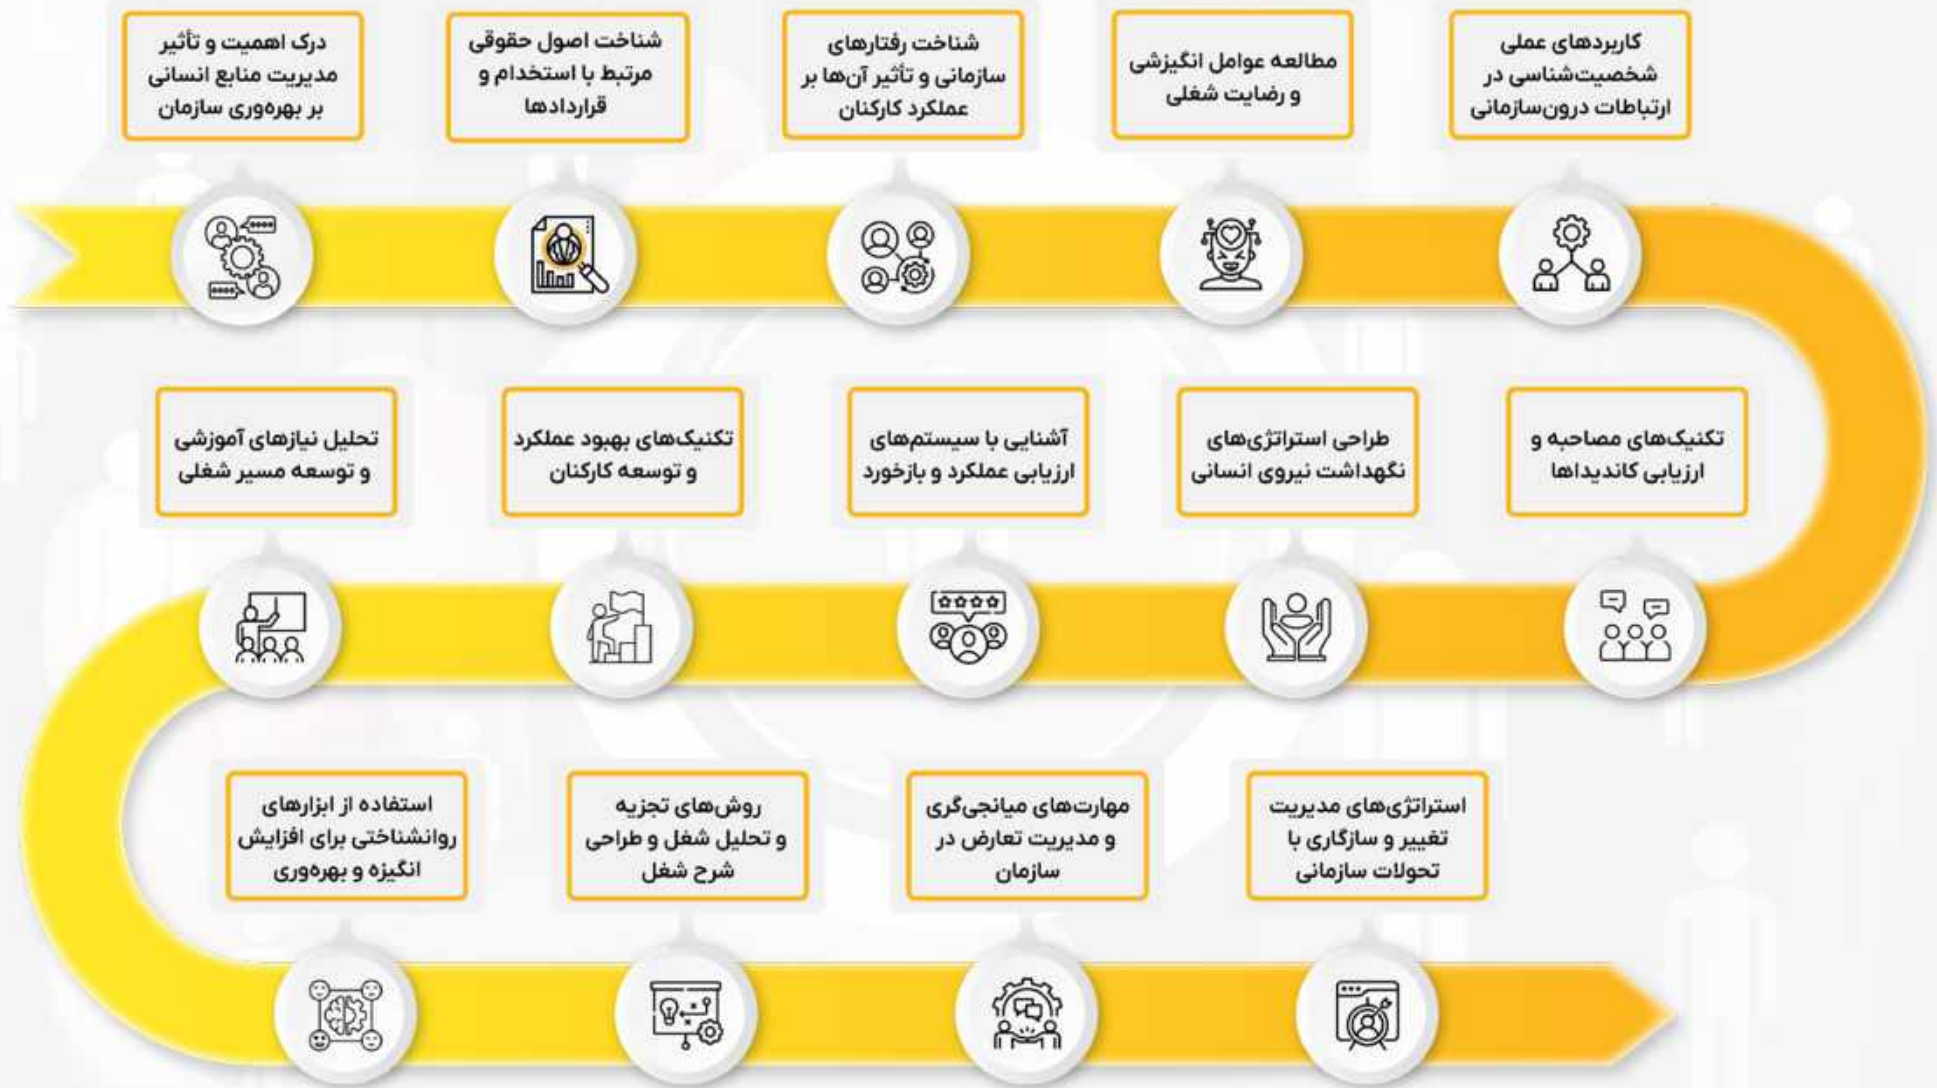 درک اهمیت و تأثیر
مدیریت منابع انسانی
بر بهره‌وری سازمان
شناخت اصول حقوقی
مرتبط با استخدام و
قراردادها
شناخت رفتارهای
سازمانی و تأثیر آن‌ها بر
عملکرد کارکنان
مطالعه عوامل انگیزشی
و رضایت شغلی
کاربردهای عملی
شخصیت‌شناسی در
ارتباطات درون‌سازمانی
تکنیک‌های مصاحبه و
ارزیابی کاندیداها
طراحی استراتژی‌های
نگهداشت نیروی انسانی
آشنایی با سیستم‌های
ارزیابی عملکرد و بازخورد
تکنیک‌های بهبود عملکرد
و توسعه کارکنان
تحلیل نیازهای آموزشی
و توسعه مسیر شغلی
استفاده از ابزارهای
روانشناختی برای افزایش
انگیزه و بهره‌وری
روش‌های تجزیه
و تحلیل شغل و طراحی
شرح شغل
مهارت‌های میانجی‌گری
و مدیریت تعارض در
سازمان
استراتژی‌های مدیریت
تغییر و سازگاری با
تحولات سازمانی